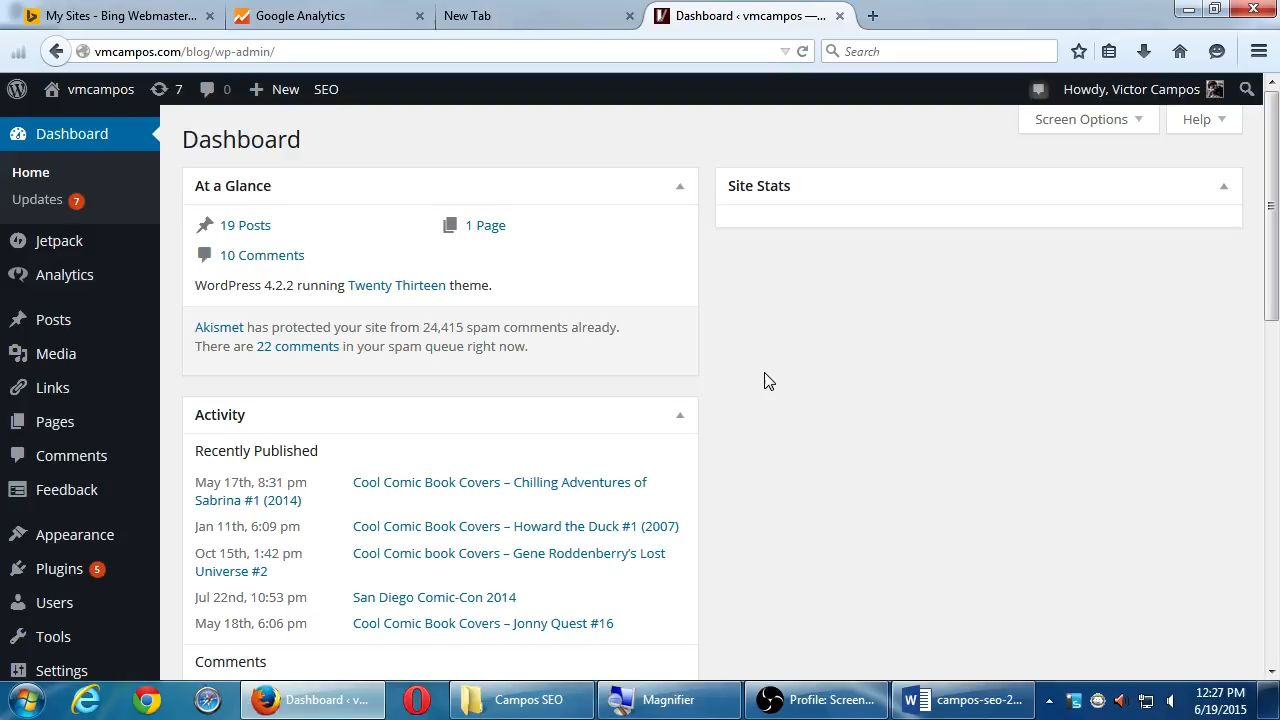 My Sites - Bing Webmaster...
Google Analytics
New Tab
Dashboard ‹ vmcampos —...
vmcampos.com/blog/wp-admin/
Search
vmcampos
7
0
New
SEO
Howdy, Victor Campos
Dashboard
Home
Updates 7
Jetpack
Analytics
Posts
Media
Links
Pages
Comments
Feedback
Appearance
Plugins 5
Users
Tools
Settings
Screen Options
Help
Dashboard
At a Glance
19 Posts
1 Page
10 Comments
WordPress 4.2.2 running Twenty Thirteen theme.
Akismet has protected your site from 24,415 spam comments already.
There are 22 comments in your spam queue right now.
Activity
Recently Published
May 17th, 8:31 pm Cool Comic Book Covers – Chilling Adventures of
Sabrina #1 (2014)
Jan 11th, 6:09 pm Cool Comic Book Covers – Howard the Duck #1 (2007)
Oct 15th, 1:42 pm Cool Comic book Covers – Gene Roddenberry's Lost
Universe #2
Jul 22nd, 10:53 pm San Diego Comic-Con 2014
May 18th, 6:06 pm Cool Comic Book Covers – Jonny Quest #16
Comments
Site Stats
Dashboard ‹ v...
Campos SEO
Magnifier
Profile: Screen...
campos-seo-2...
12:27 PM
6/19/2015